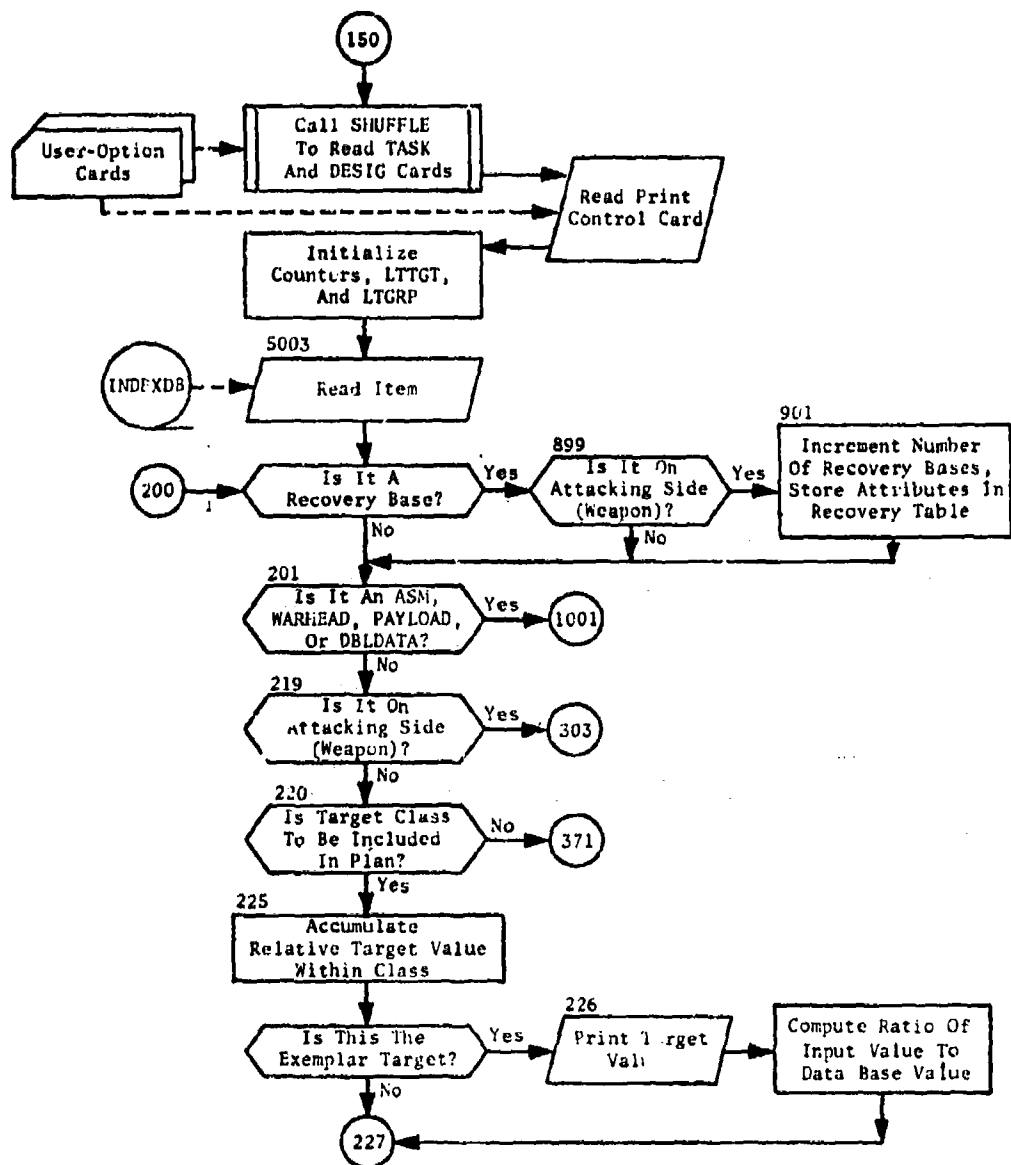 150
Call SHUFFLE
To Read TASK
And DESIG Cards
User-Option
Cards
Read Print
Control Card
Initialize
Counters, LTTGT,
And LTGRP
5003
Read Item
INDEXDB
200
Is It A
Recovery Base?
Yes
No
899
Is It On
Attacking Side
(Weapon)?
Yes
No
901
Increment Number
Of Recovery Bases,
Store Attributes In
Recovery Table
201
Is It An ASM,
WARHEAD, PAYLOAD,
Or DBLDATA?
Yes
1001
No
219
Is It On
Attacking Side
(Weapon)?
Yes
303
No
220
Is Target Class
To Be Included
In Plan?
No
371
Yes
225
Accumulate
Relative Target Value
Within Class
Is This The
Exemplar Target?
Yes
No
226
Print Target
Value
Compute Ratio Of
Input Value To
Data Base Value
227